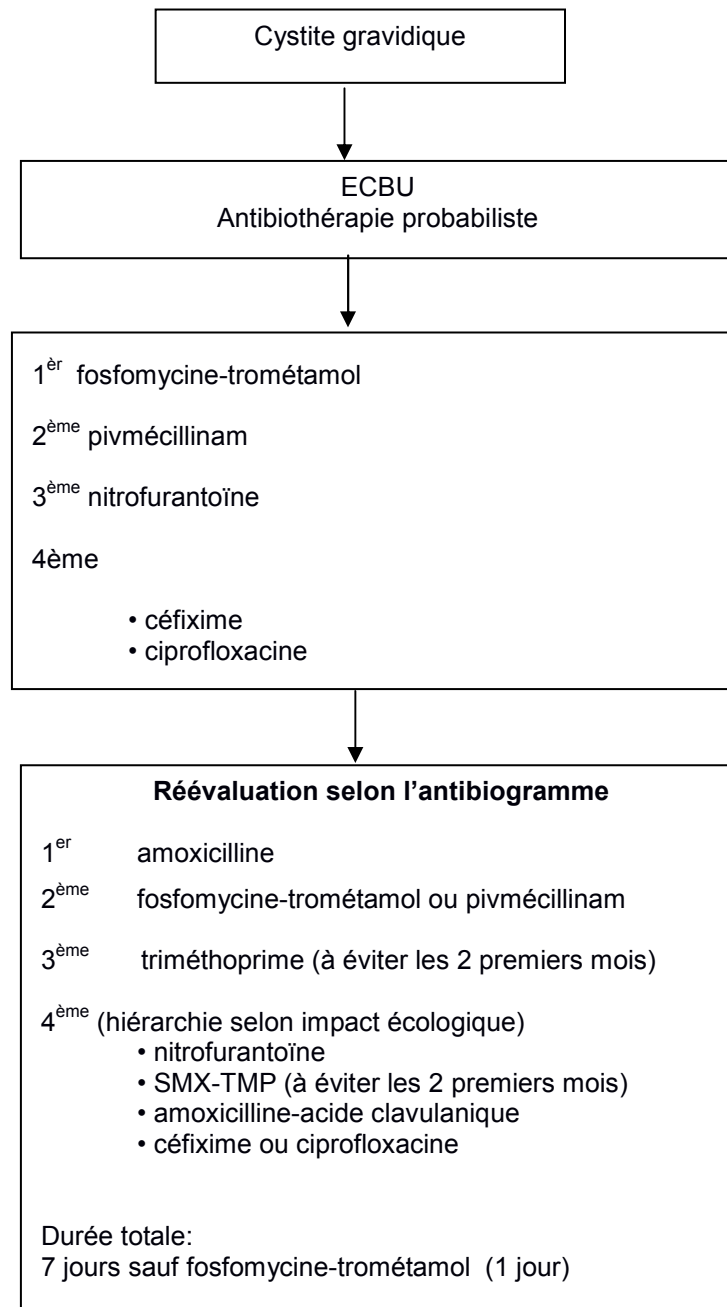 Cystite gravidique
ECBU
Antibiothérapie probabiliste
1èr fosfomycine-trométamol
2ème pivmécillinam
3ème nitrofurantoïne
4ème
• céfixime
• ciprofloxacine
Réévaluation selon l’antibiogramme
1er amoxicilline
2ème fosfomycine-trométamol ou pivmécillinam
3ème triméthoprime (à éviter les 2 premiers mois)
4ème (hiérarchie selon impact écologique)
• nitrofurantoïne
• SMX-TMP (à éviter les 2 premiers mois)
• amoxicilline-acide clavulanique
• céfixime ou ciprofloxacine
Durée totale:
7 jours sauf fosfomycine-trométamol (1 jour)